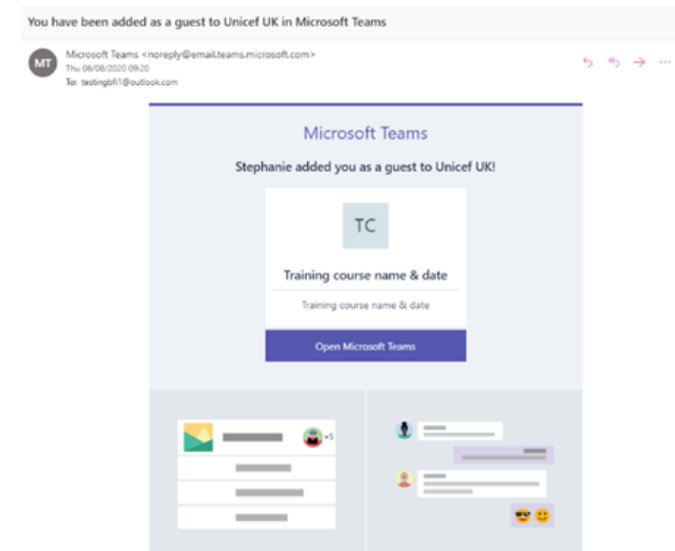 You have been added as a guest to Unicef UK in Microsoft Teams
MT
Microsoft Teams <noreply@email.teams.microsoft.com>
Thu 06/08/2020 09:20
To: testingbfi1@outlook.com
Microsoft Teams
Stephanie added you as a guest to Unicef UK!
TC
Training course name & date
Training course name & date
Open Microsoft Teams
+5